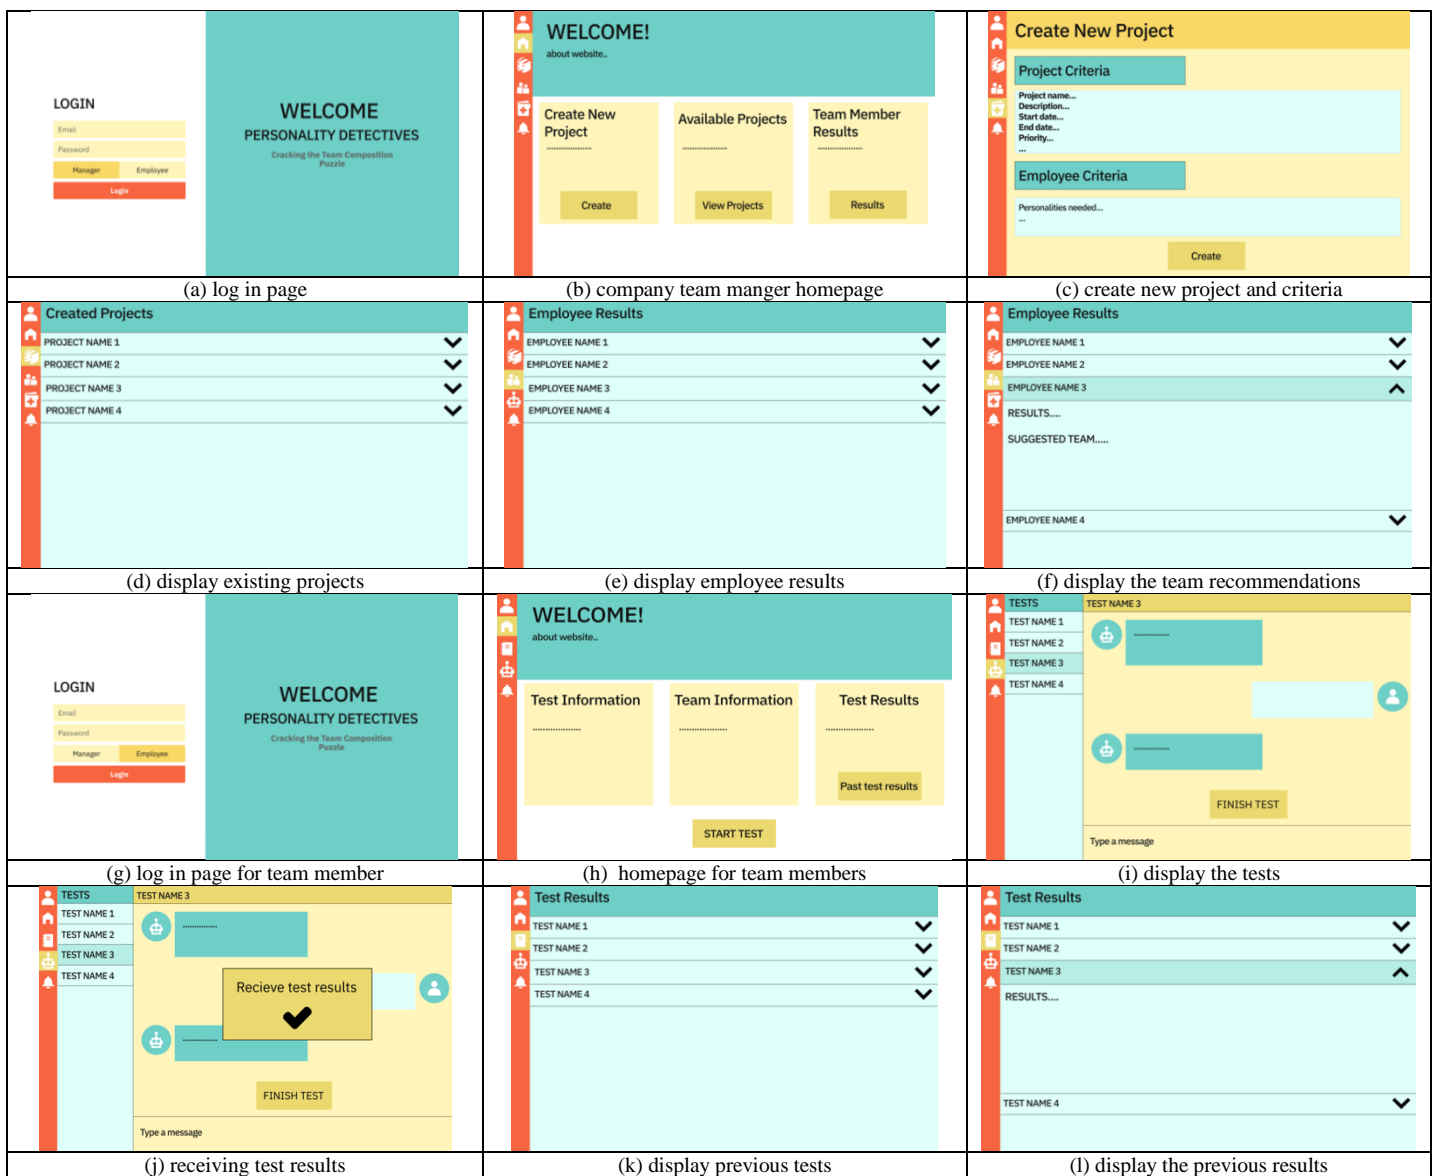 LOGIN
Email
Password
Manager Employee
Login
WELCOME
PERSONALITY DETECTIVES
Cracking the Team Composition
Puzzle
(a) log in page
WELCOME!
about website..
Create New
Project
....................
Create
Available Projects
....................
View Projects
Team Member
Results
....................
Results
(b) company team manger homepage
Create New Project
Project Criteria
Project name...
Description...
Start date...
End date...
Priority...
...
Employee Criteria
Personalities needed...
...
Create
(c) create new project and criteria
Created Projects
PROJECT NAME 1
PROJECT NAME 2
PROJECT NAME 3
PROJECT NAME 4
(d) display existing projects
Employee Results
EMPLOYEE NAME 1
EMPLOYEE NAME 2
EMPLOYEE NAME 3
EMPLOYEE NAME 4
(e) display employee results
Employee Results
EMPLOYEE NAME 1
EMPLOYEE NAME 2
EMPLOYEE NAME 3
RESULTS....
SUGGESTED TEAM.....
EMPLOYEE NAME 4
(f) display the team recommendations
LOGIN
Email
Password
Manager Employee
Login
WELCOME
PERSONALITY DETECTIVES
Cracking the Team Composition
Puzzle
(g) log in page for team member
WELCOME!
about website..
Test Information
.....................
Team Information
.....................
Test Results
.....................
Past test results
START TEST
(h) homepage for team members
TESTS
TEST NAME 1
TEST NAME 2
TEST NAME 3
TEST NAME 4
TEST NAME 3
................
................
FINISH TEST
Type a message
(i) display the tests
TESTS
TEST NAME 1
TEST NAME 2
TEST NAME 3
TEST NAME 4
TEST NAME 3
................
Recieve test results
................
FINISH TEST
Type a message
(j) receiving test results
Test Results
TEST NAME 1
TEST NAME 2
TEST NAME 3
TEST NAME 4
(k) display previous tests
Test Results
TEST NAME 1
TEST NAME 2
TEST NAME 3
RESULTS....
TEST NAME 4
(l) display the previous results